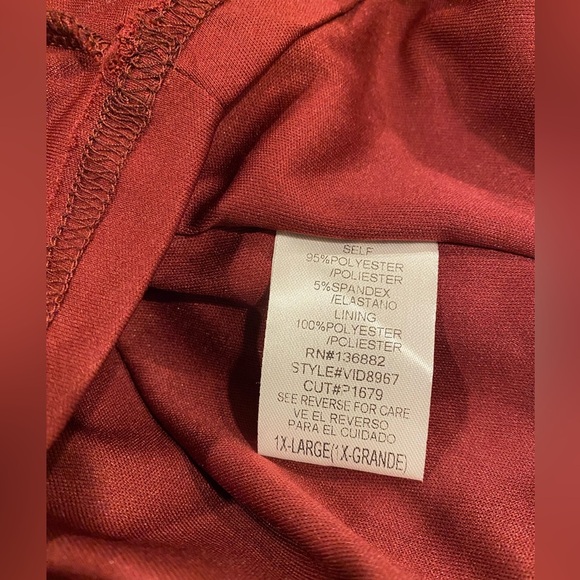 SELF
95%POLYESTER
/POLIESTER
5%SPANDEX
/ELASTANO
LINING
100%POLYESTER
/POLIESTER
RN#136882
STYLE#VID8967
CUT#P1679
SEE REVERSE FOR CARE
VE EL REVERSO
PARA EL CUIDADO
1X-LARGE(1X-GRANDE)